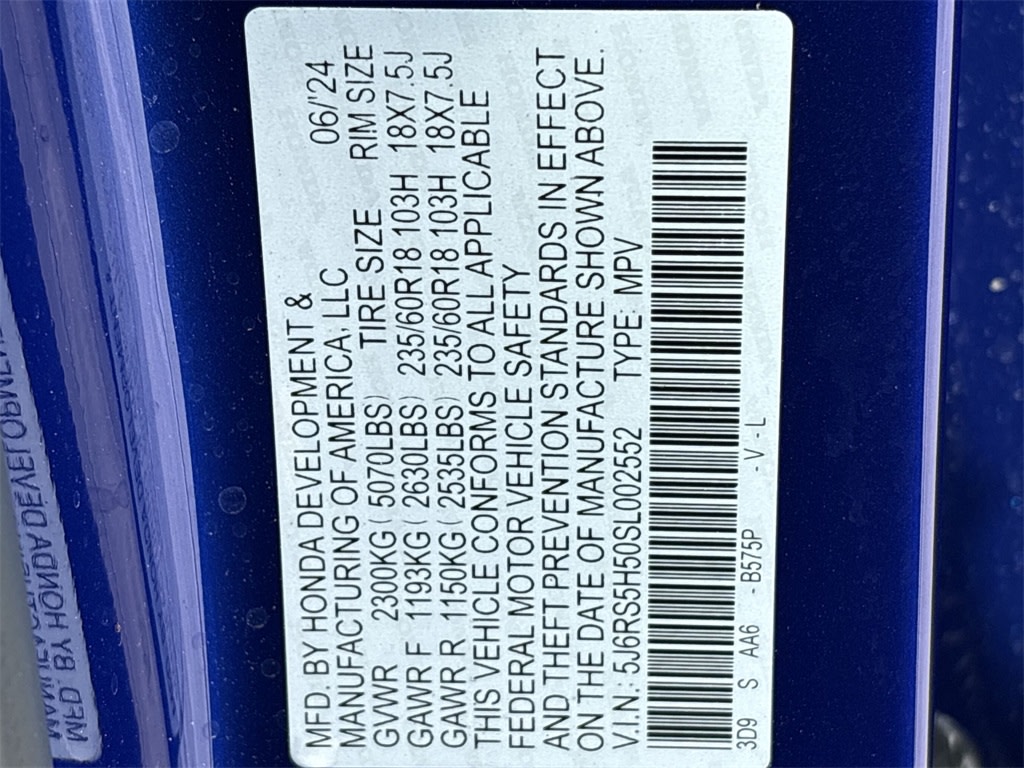 MFD. BY HONDA DEVELOPMENT &
MANUFACTURING OF AMERICA, LLC 06/'24
GVWR 2300KG ( 5070LBS) TIRE SIZE RIM SIZE
GAWR F 1193KG ( 2630LBS) 235/60R18 103H 18X7.5J
GAWR R 1150KG ( 2535LBS) 235/60R18 103H 18X7.5J
THIS VEHICLE CONFORMS TO ALL APPLICABLE
FEDERAL MOTOR VEHICLE SAFETY
AND THEFT PREVENTION STANDARDS IN EFFECT
ON THE DATE OF MANUFACTURE SHOWN ABOVE.
V.I.N.: 5J6RS5H50SL002552 TYPE: MPV
3D9 S AA6 - B575P - V - L